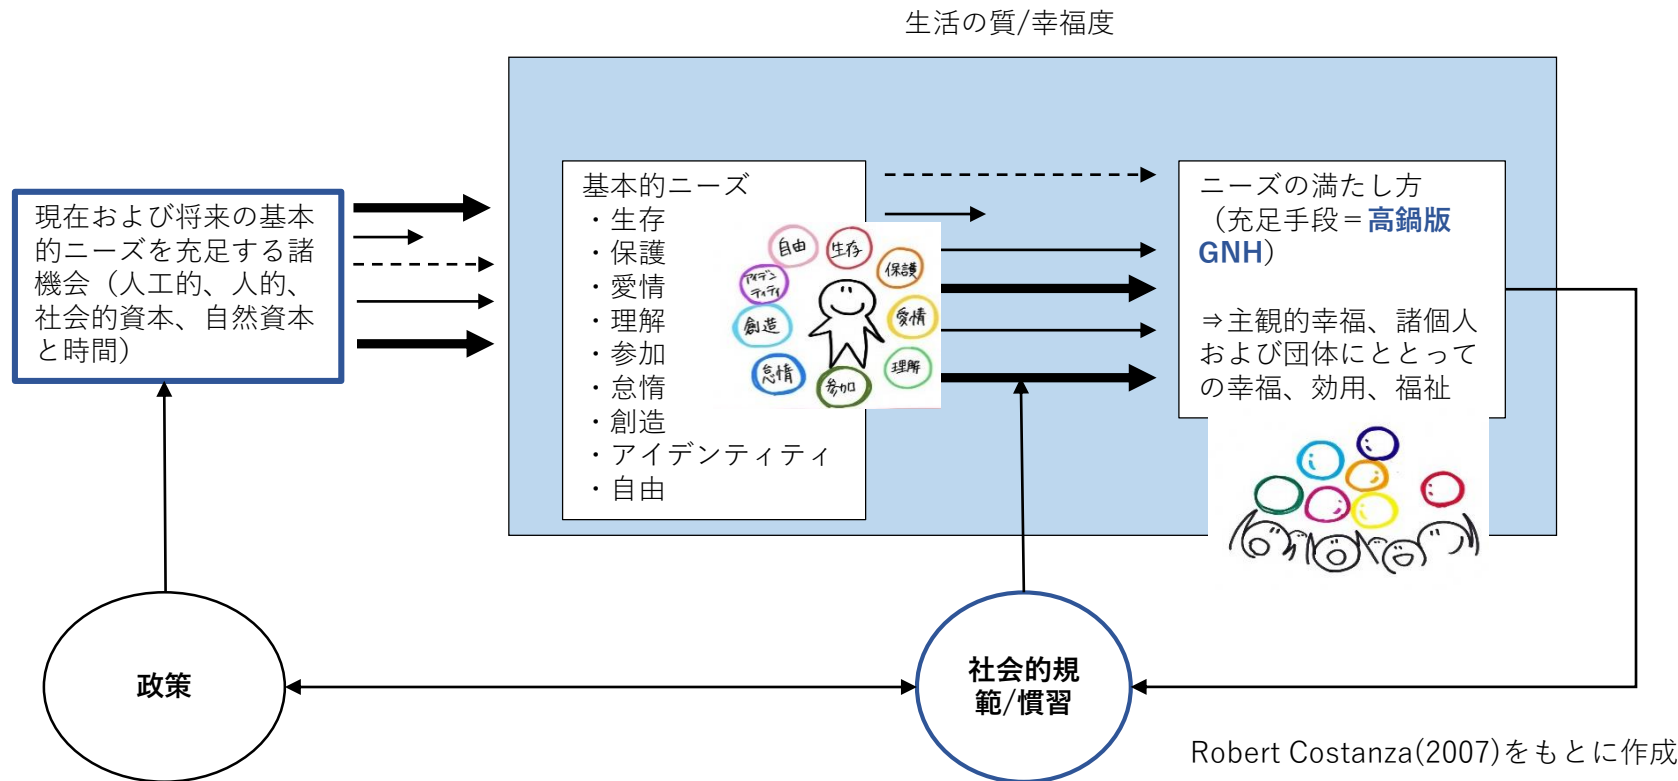 生活の質/幸福度
現在および将来の基本
的ニーズを充足する諸
機会（人工的、人的、
社会的資本、自然資本
と時間）
基本的ニーズ
・生存
・保護
・愛情
・理解
・参加
・怠惰
・創造
・アイデンティティ
・自由
自由
生存
保護
愛情
理解
参加
怠惰
創造
アイデン
ティティ
ニーズの満たし方
（充足手段＝高鍋版
GNH）
⇒主観的幸福、諸個人
および団体にととって
の幸福、効用、福祉
政策
社会的規
範/慣習
Robert Costanza(2007)をもとに作成